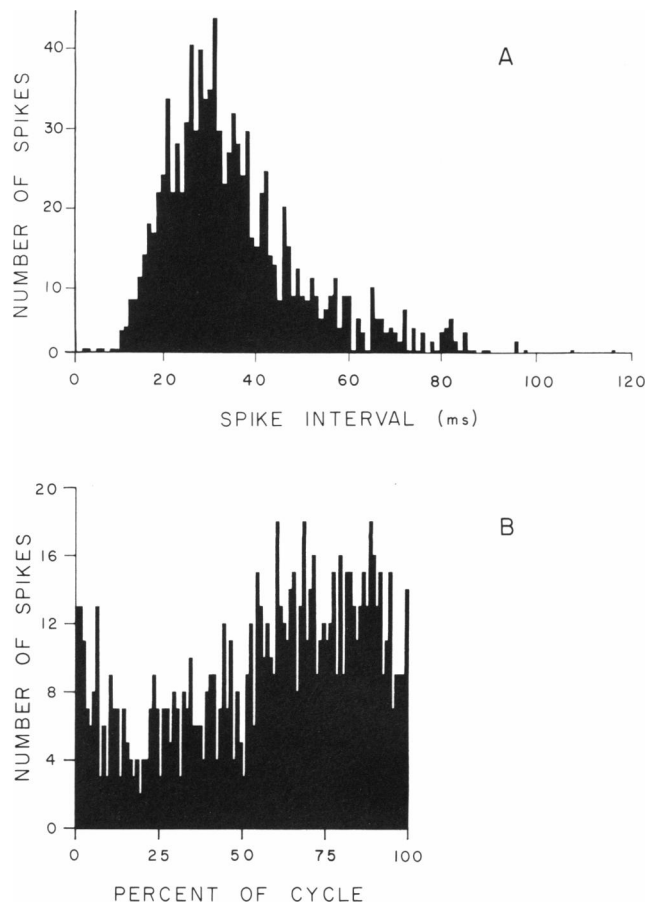 A
NUMBER OF SPIKES
40
30
20
10
0
0 20 40 60 80 100 120
SPIKE INTERVAL (ms)
B
NUMBER OF SPIKES
20
16
12
8
4
0
0 25 50 75 100
PERCENT OF CYCLE